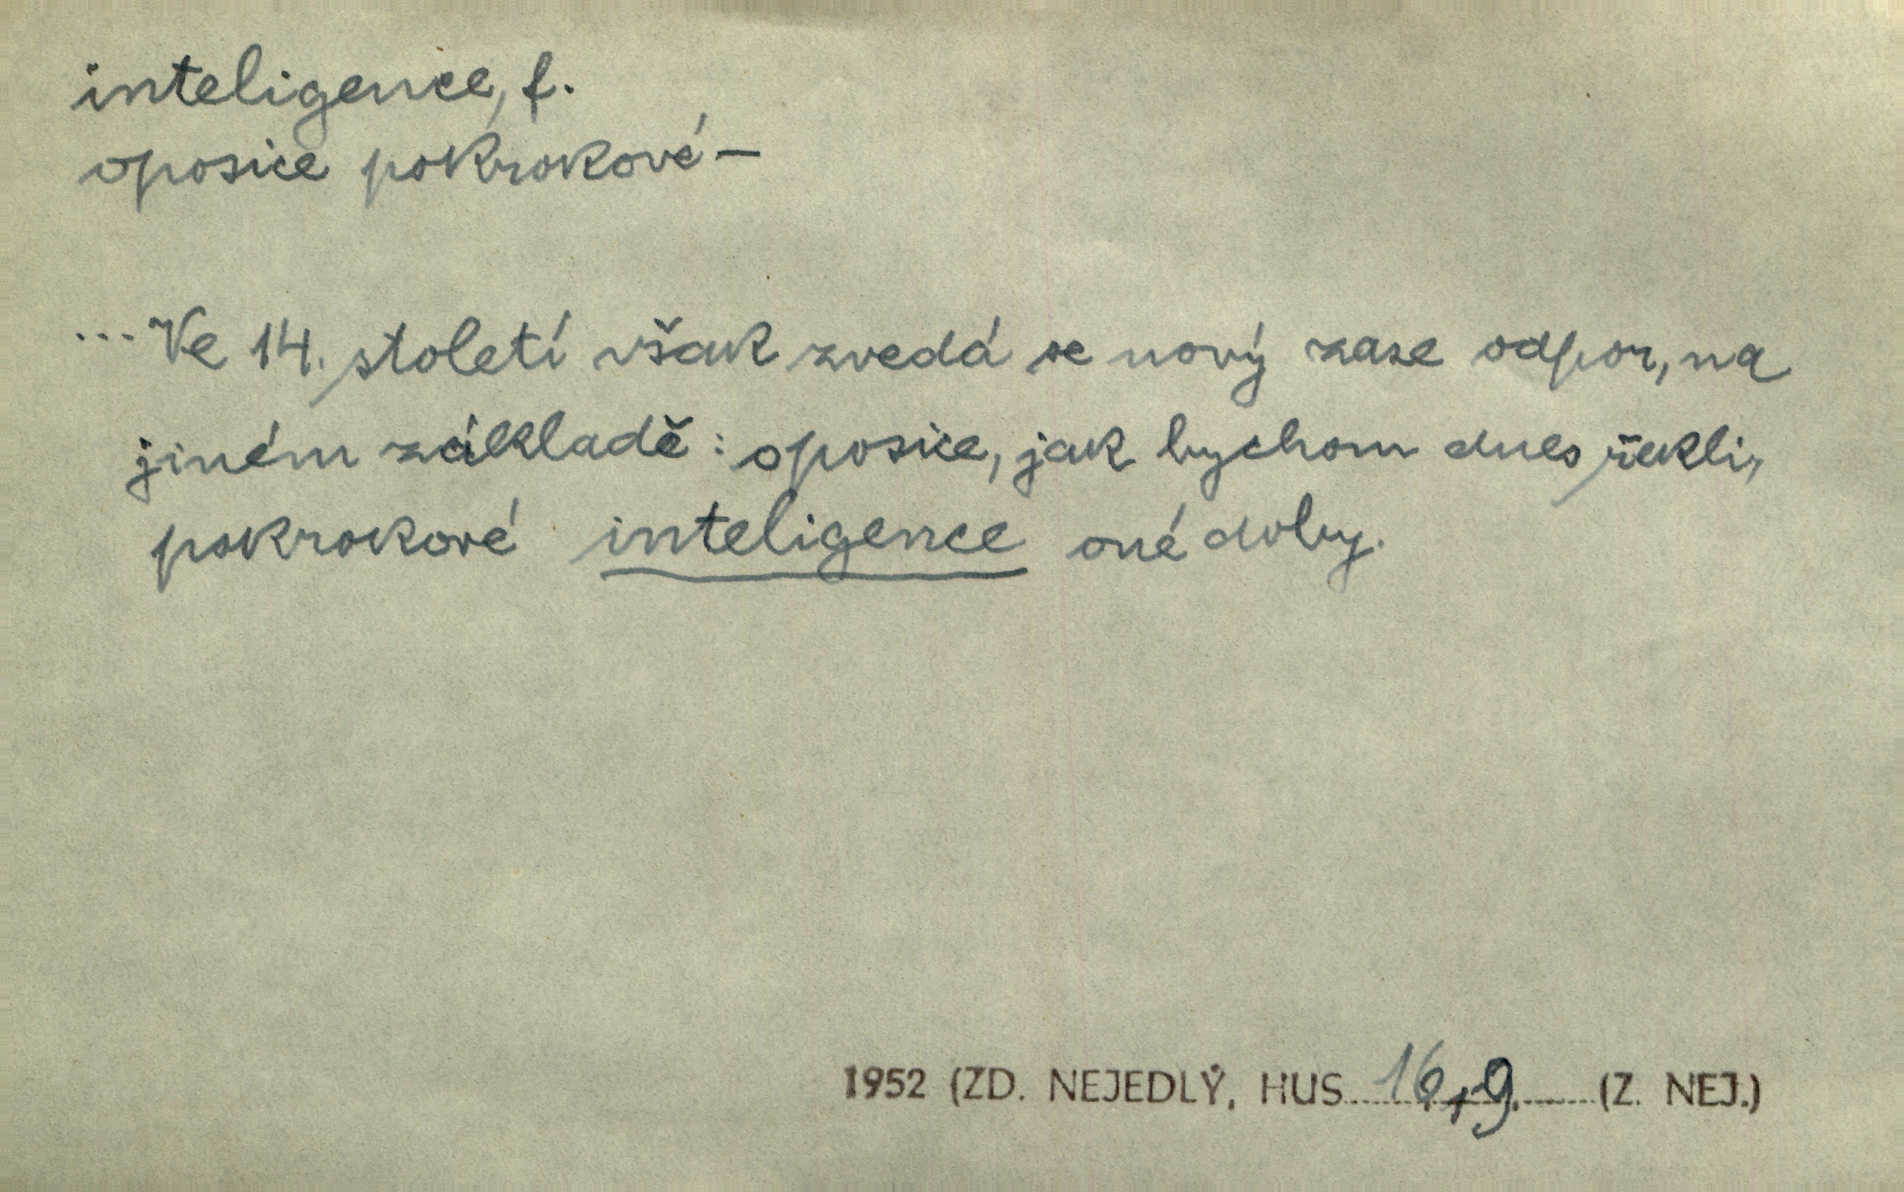 inteligence, f.
oposice pokrokové –
... Ve 14. století však zvedá se nový zase odpor, na
jiném základě: oposice, jak bychom dnes řekli,
pokrokové inteligence oné doby.
1952 (ZD. NEJEDLÝ, HUS 16,9. (Z. NEJ.)